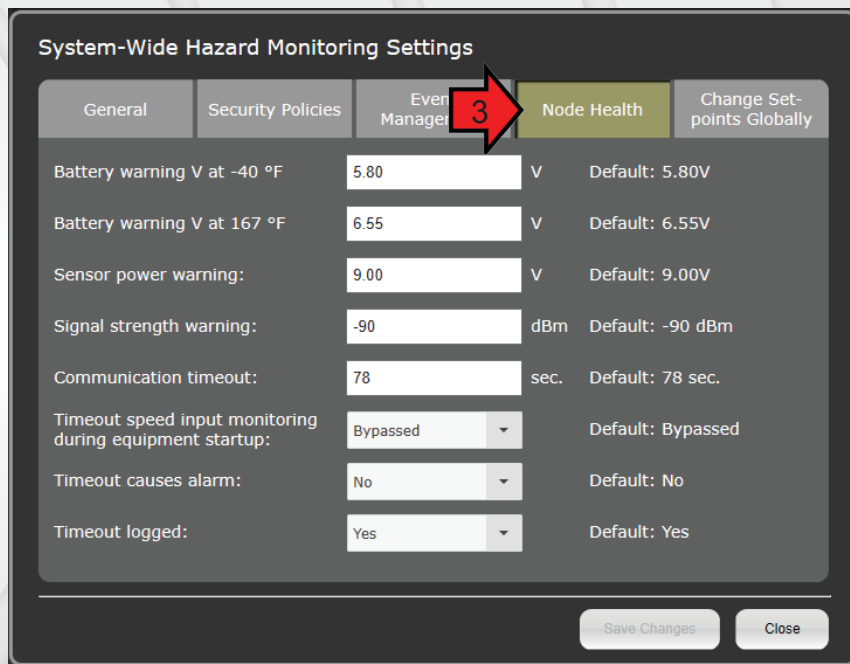 System-Wide Hazard Monitoring Settings
General
Security Policies
Even
Manager
3
Node Health
Change Set-
points Globally
Battery warning V at -40 °F
5.80
V
Default: 5.80V
Battery warning V at 167 °F
6.55
V
Default: 6.55V
Sensor power warning:
9.00
V
Default: 9.00V
Signal strength warning:
-90
dBm
Default: -90 dBm
Communication timeout:
78
sec.
Default: 78 sec.
Timeout speed input monitoring
during equipment startup:
Bypassed
Default: Bypassed
Timeout causes alarm:
No
Default: No
Timeout logged:
Yes
Default: Yes
Save Changes
Close